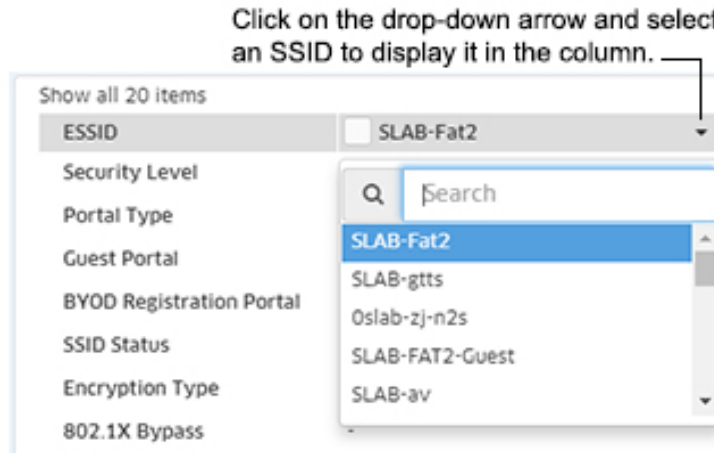 Click on the drop-down arrow and select
an SSID to display it in the column.
Show all 20 items
ESSID SLAB-Fat2
Security Level
Search
Portal Type
SLAB-Fat2
Guest Portal
SLAB-gtts
BYOD Registration Portal
0slab-zj-n2s
SSID Status
SLAB-FAT2-Guest
Encryption Type
SLAB-av
802.1X Bypass -